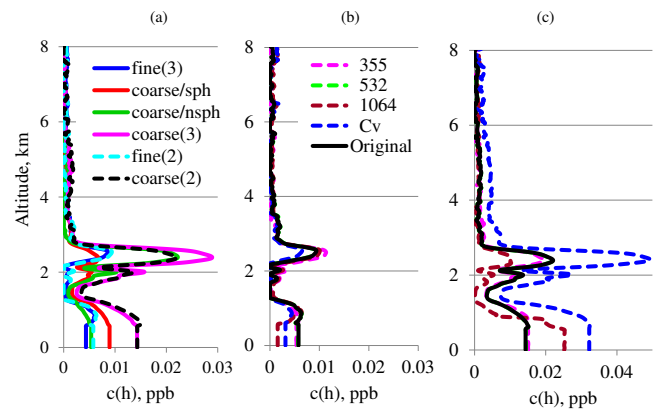 (a)
(b)
(c)
8
6
4
2
0
Altitude, km
fine(3)
coarse/sph
coarse/nsph
coarse(3)
fine(2)
coarse(2)
0
0.01
0.02
0.03
c(h), ppb
8
6
4
2
0
355
532
1064
Cv
Original
0
0.01
0.02
0.03
c(h), ppb
8
6
4
2
0
0
0.02
0.04
c(h), ppb